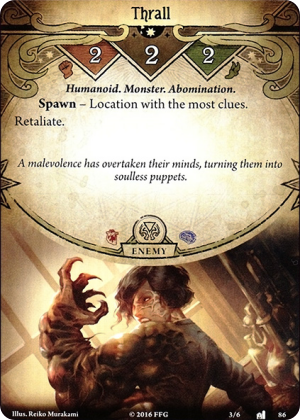 Thrall
2 2 2
Humanoid. Monster. Abomination.
Spawn – Location with the most clues.
Retaliate.
A malevolence has overtaken their minds, turning them into
soulless puppets.
ENEMY
Illus. Reiko Murakami © 2016 FFG 3/6 86